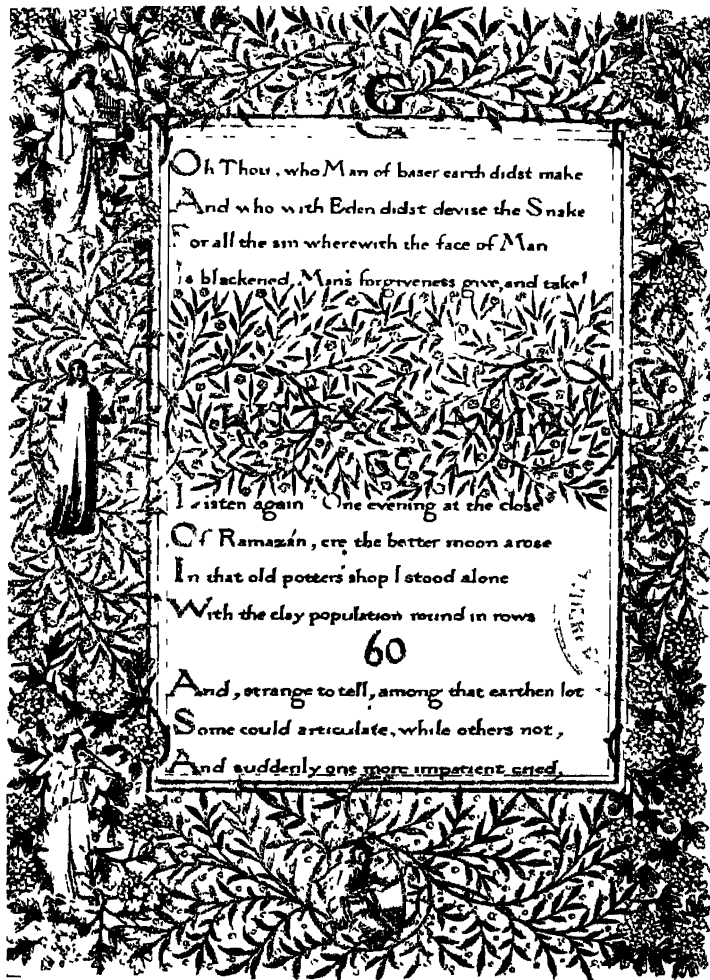 Oh Thou, who Man of baser earth didst make
And who with Eden didst devise the Snake
For all the sin wherewith the face of Man
Is blackened, Man's forgiveness give, and take!
Listen again One evening at the close
Of Ramazán, ere the better moon arose
In that old potter's shop I stood alone
With the clay population round in rows
60
And, strange to tell, among that earthen lot
Some could articulate, while others not,
And suddenly one more impatient cried,